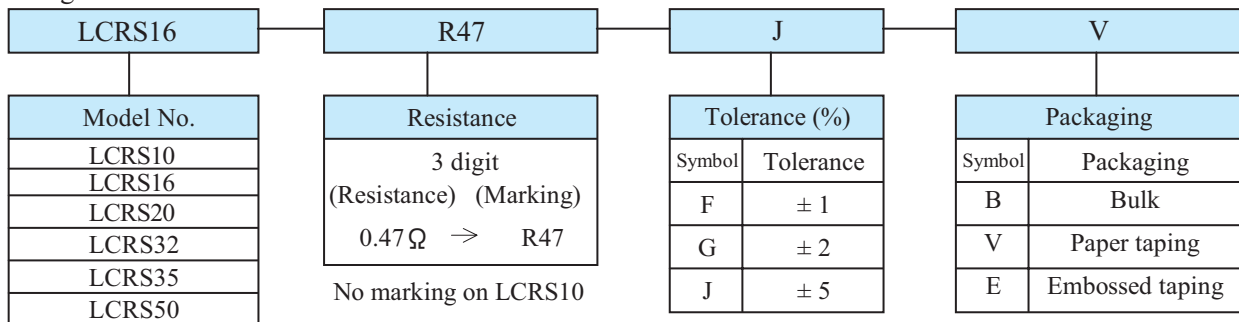 LCRS16 R47 J V
Model No.
LCRS10
LCRS16
LCRS20
LCRS32
LCRS35
LCRS50
Resistance
3 digit
(Resistance) (Marking)
0.47Ω → R47
No marking on LCRS10
Tolerance (%)
Symbol Tolerance
F ± 1
G ± 2
J ± 5
Packaging
Symbol Packaging
B Bulk
V Paper taping
E Embossed taping